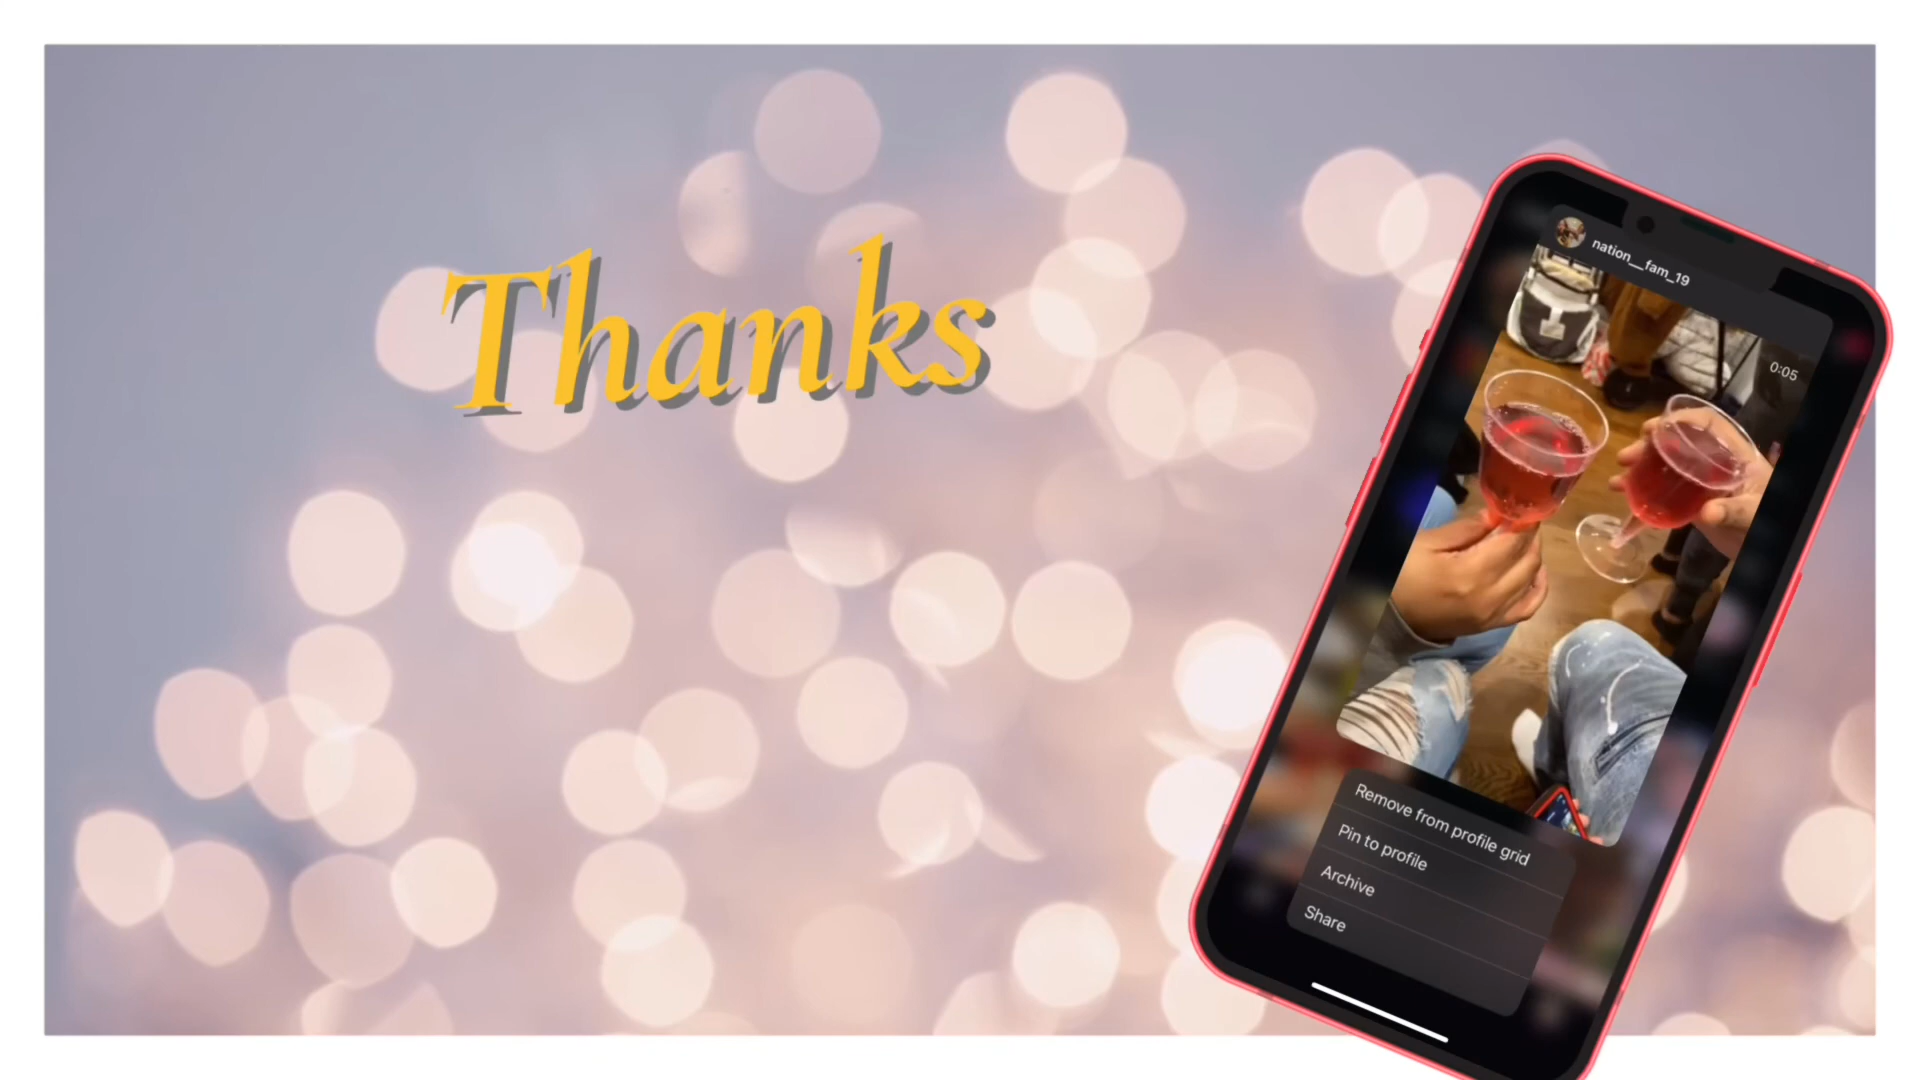 Thanks
nation__fam_19
0:05
Remove from profile grid
Pin to profile
Archive
Share